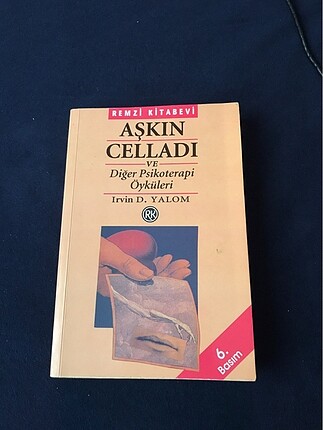 REMZİ KİTABEVİ
AŞKIN
CELLADI
VE
Diğer Psikoterapi
Öyküleri
Irvin D. YALOM
RK
6.
Basım